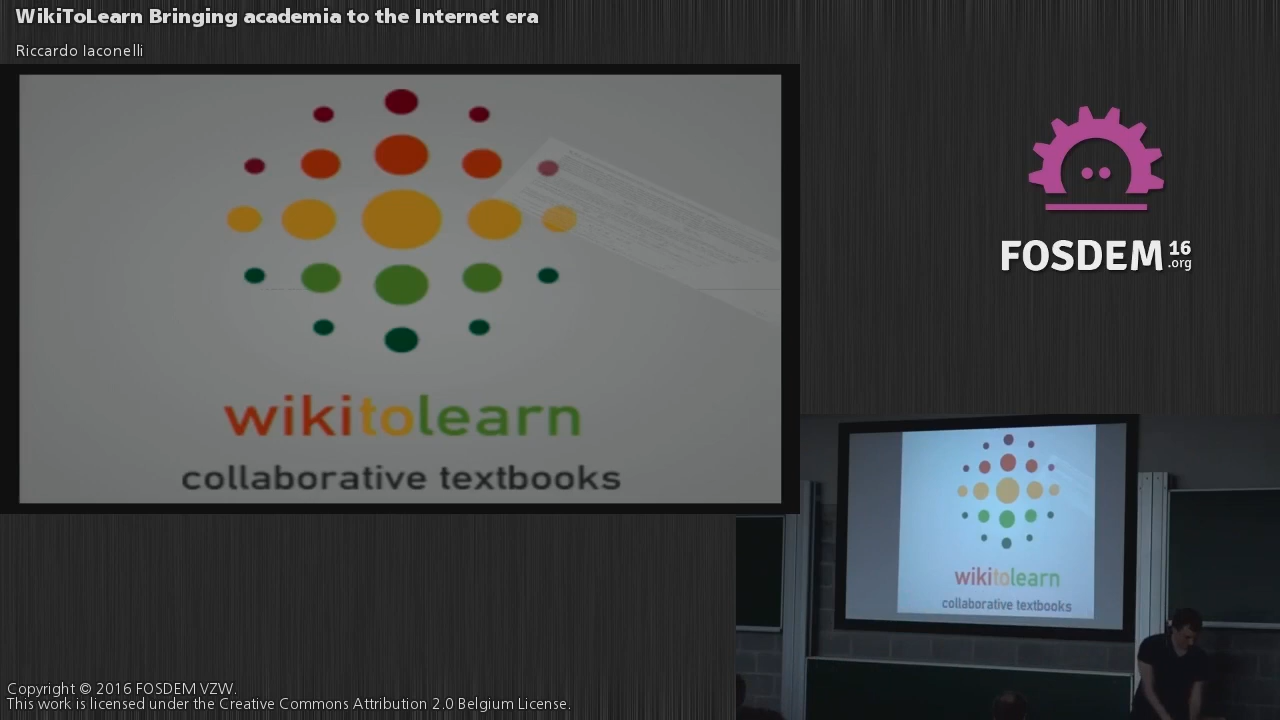 WikiToLearn Bringing academia to the Internet era
Riccardo Iaconelli
wikitolearn
collaborative textbooks
FOSDEM 16
.org
wikitolearn
collaborative textbooks
Copyright © 2016 FOSDEM VZW.
This work is licensed under the Creative Commons Attribution 2.0 Belgium License.